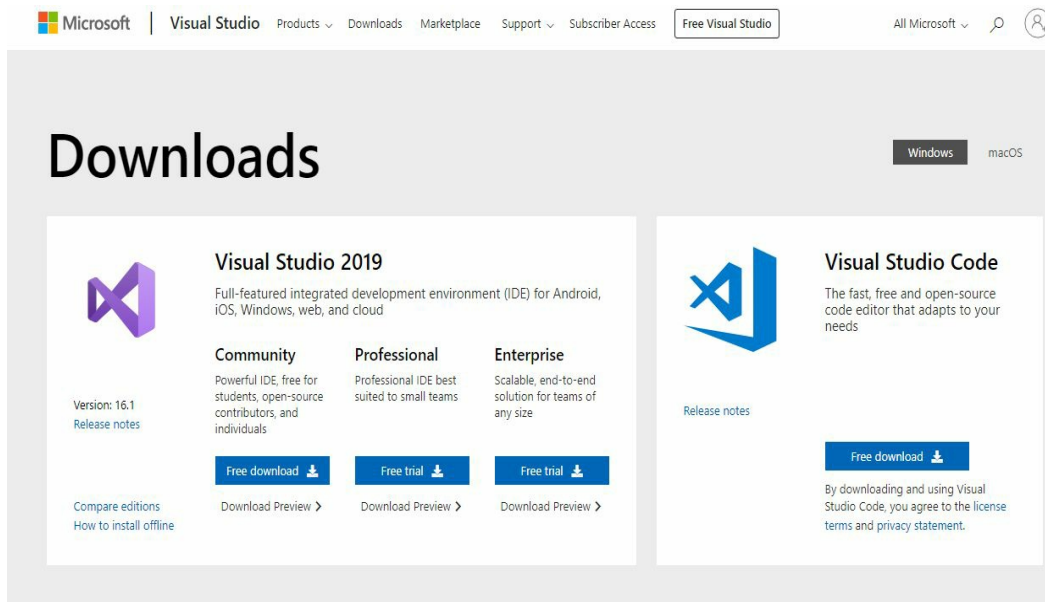 Microsoft Visual Studio Products Downloads Marketplace Support Subscriber Access Free Visual Studio All Microsoft
Downloads
Windows macOS
Visual Studio 2019
Full-featured integrated development environment (IDE) for Android,
iOS, Windows, web, and cloud
Version: 16.1
Release notes
Compare editions
How to install offline
Community
Powerful IDE, free for
students, open-source
contributors, and
individuals
Free download
Download Preview
Professional
Professional IDE best
suited to small teams
Free trial
Download Preview
Enterprise
Scalable, end-to-end
solution for teams of
any size
Free trial
Download Preview
Visual Studio Code
The fast, free and open-source
code editor that adapts to your
needs
Release notes
Free download
By downloading and using Visual
Studio Code, you agree to the license
terms and privacy statement.